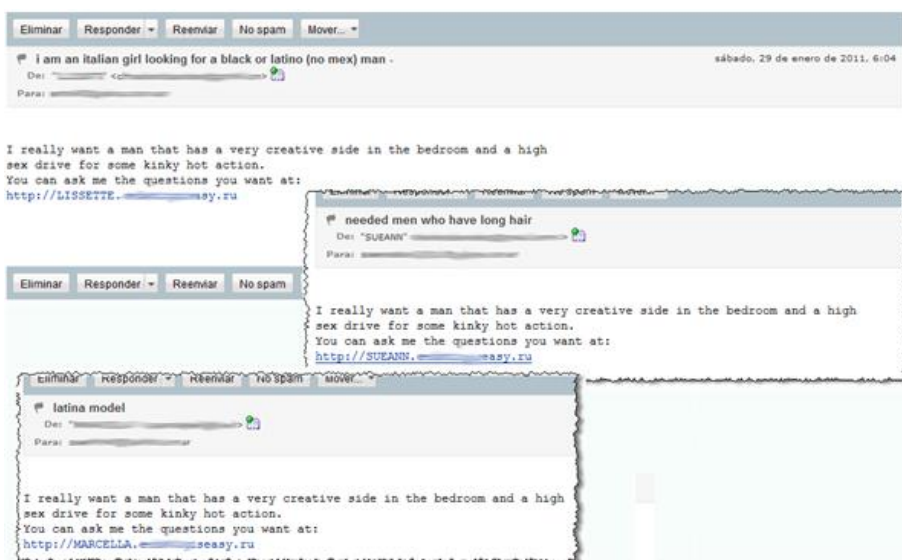 Eliminar Responder Reenviar No spam Mover...
i am an italian girl looking for a black or latino (no mex) man -
sábado, 29 de enero de 2011, 6:04
De:
Para:
I really want a man that has a very creative side in the bedroom and a high
sex drive for some kinky hot action.
You can ask me the questions you want at:
http://LISSETTE. asy.ru
needed men who have long hair
De: "SUEANN"
Para:
Eliminar Responder Reenviar No spam
I really want a man that has a very creative side in the bedroom and a high
sex drive for some kinky hot action.
You can ask me the questions you want at:
http://SUEANN. easy.ru
Eliminar Responder Reenviar No spam Mover...
latina model
De:
Para:
I really want a man that has a very creative side in the bedroom and a high
sex drive for some kinky hot action.
You can ask me the questions you want at:
http://MARCELLA. seasy.ru